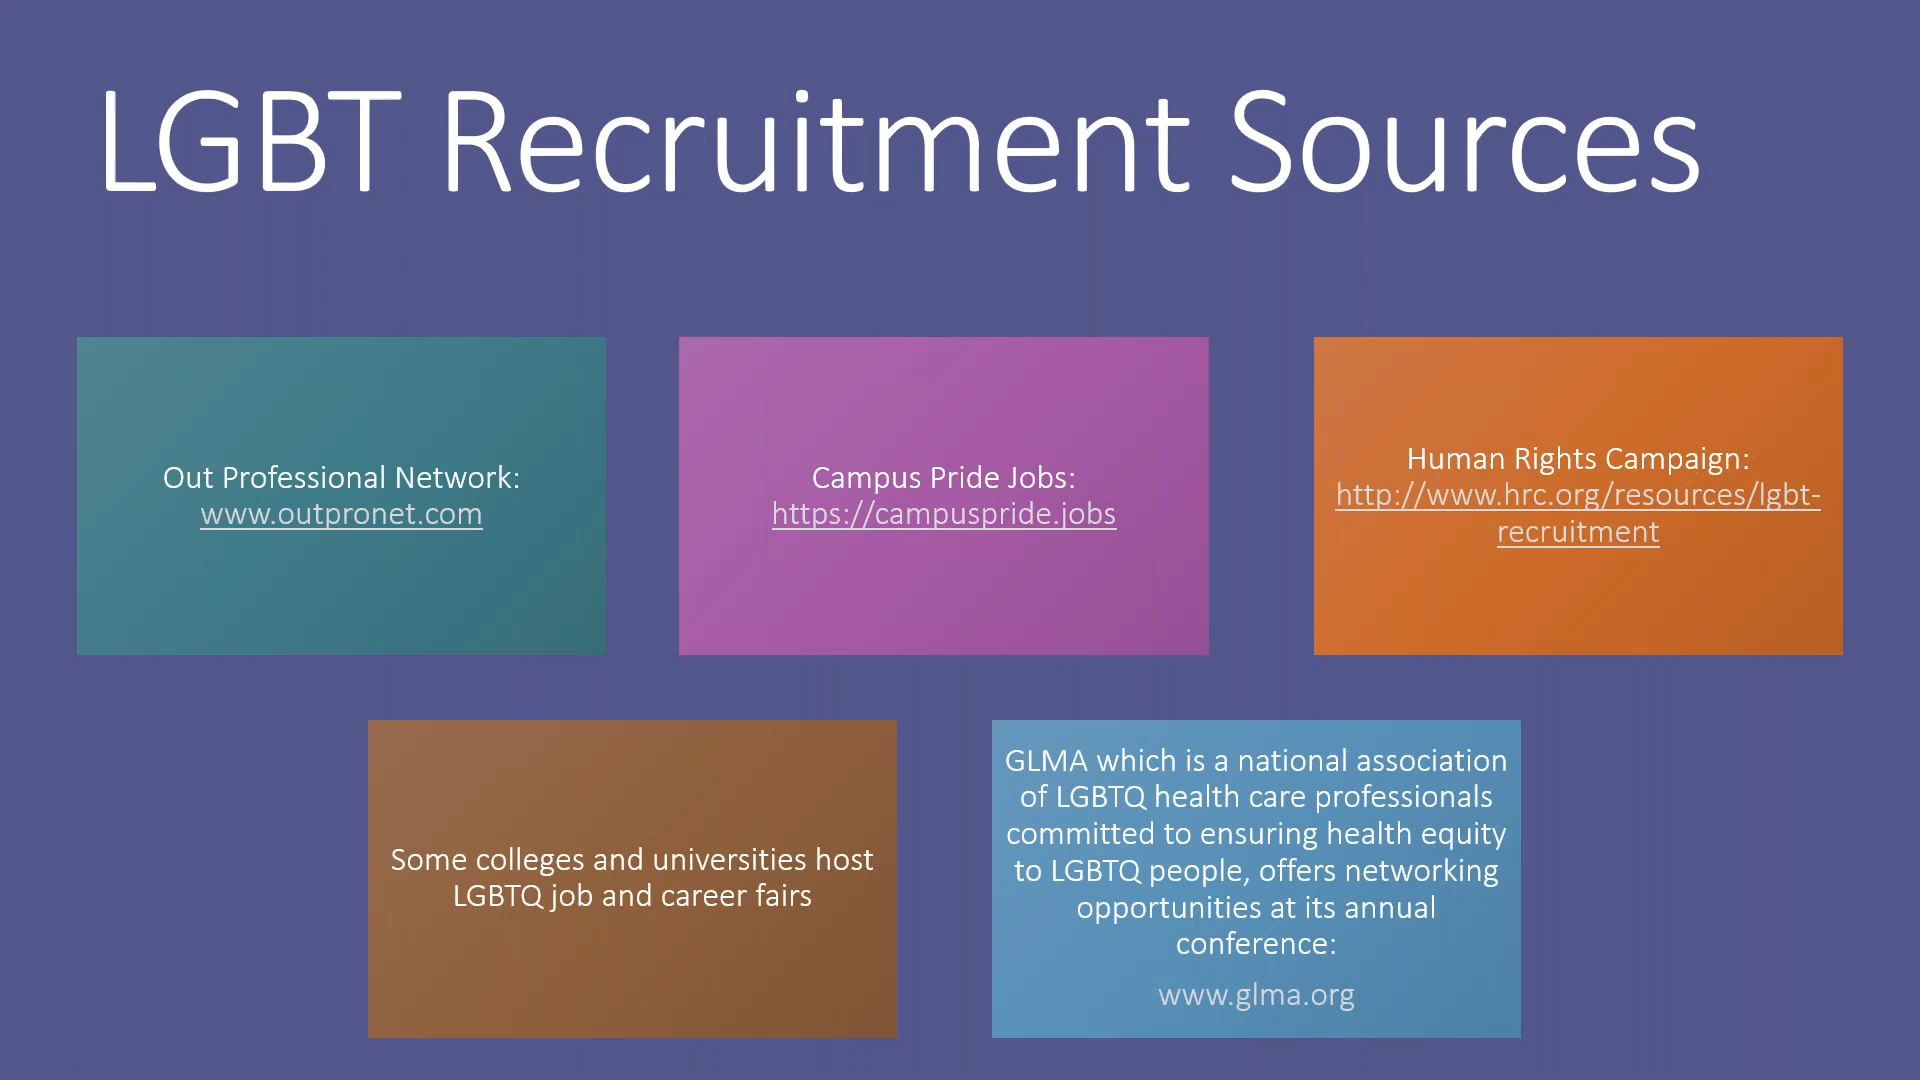 LGBT Recruitment Sources
Out Professional Network:
www.outpronet.com
Campus Pride Jobs:
https://campuspride.jobs
Human Rights Campaign:
http://www.hrc.org/resources/lgbt-
recruitment
Some colleges and universities host
LGBTQ job and career fairs
GLMA which is a national association
of LGBTQ health care professionals
committed to ensuring health equity
to LGBTQ people, offers networking
opportunities at its annual
conference:
www.glma.org